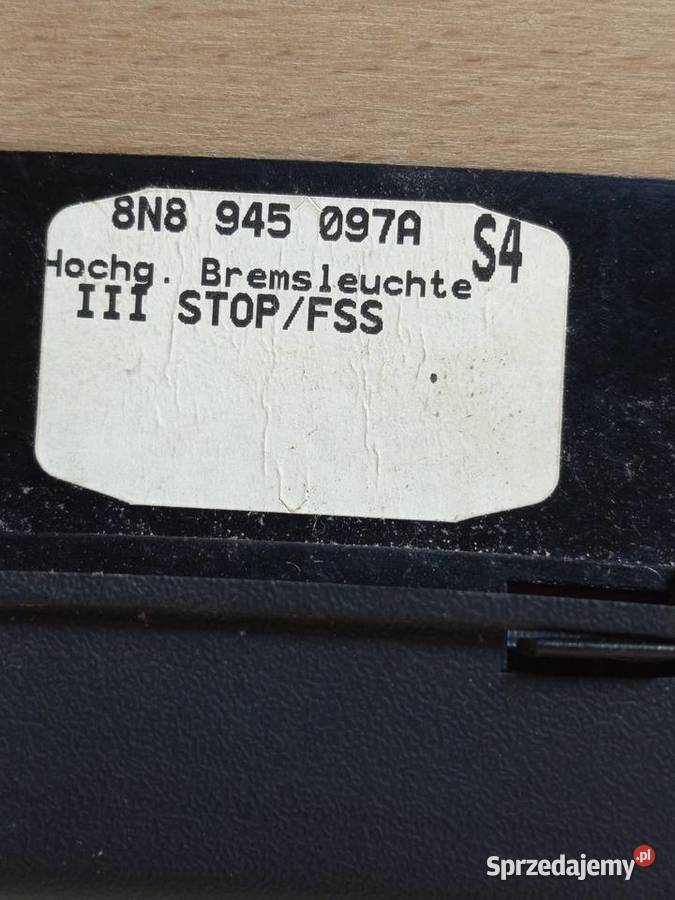 8N8 945 097A S4
Hochg. Bremsleuchte
III STOP/FSS
Sprzedajemy.pl